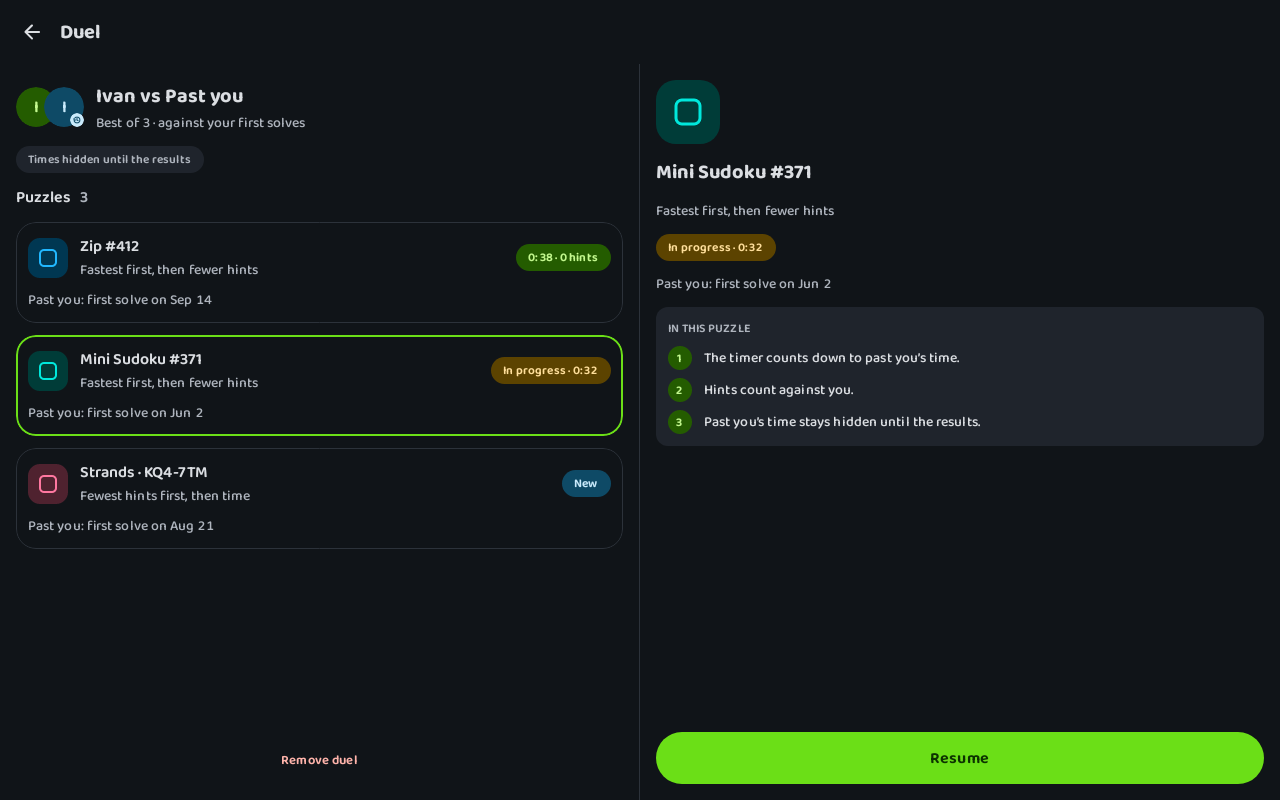 Duel
I I
Ivan vs Past you
Best of 3 · against your first solves
Times hidden until the results
Puzzles 3
Zip #412
Fastest first, then fewer hints
0:38 · 0 hints
Past you: first solve on Sep 14
Mini Sudoku #371
Fastest first, then fewer hints
In progress · 0:32
Past you: first solve on Jun 2
Strands · KQ4-7TM
Fewest hints first, then time
New
Past you: first solve on Aug 21
Remove duel
Mini Sudoku #371
Fastest first, then fewer hints
In progress · 0:32
Past you: first solve on Jun 2
IN THIS PUZZLE
1 The timer counts down to past you's time.
2 Hints count against you.
3 Past you's time stays hidden until the results.
Resume